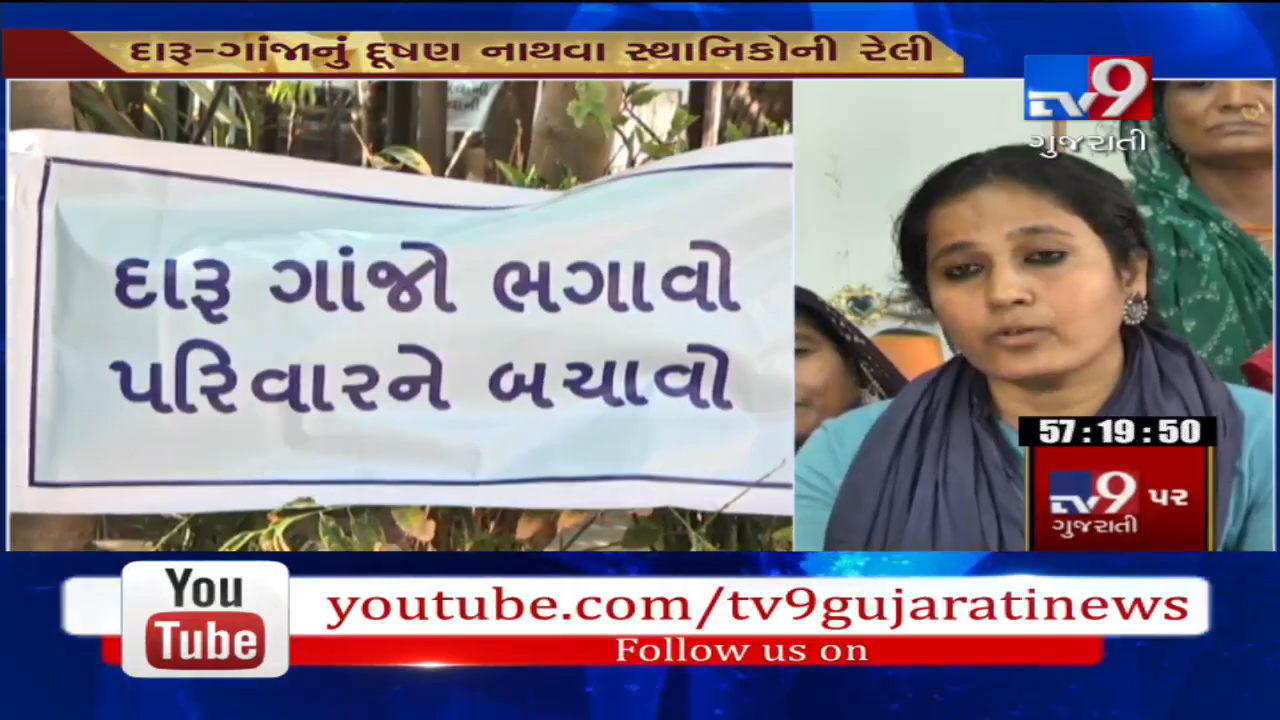 દારૂ-ગાંજાનું દૂષણ નાથવા સ્થાનિકોની રેલી
tv9
ગુજરાતી
દારૂ ગાંજો ભગાવો
પરિવારને બચાવો
57:19:50
tv9 પર
ગુજરાતી
You
Tube
youtube.com/tv9gujaratinews
Follow us on